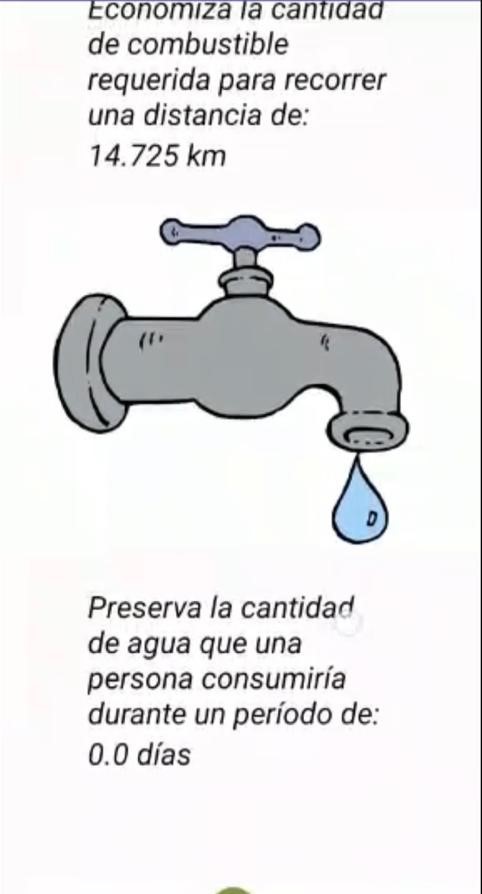 Economiza la cantidad
de combustible
requerida para recorrer
una distancia de:
14.725 km
Preserva la cantidad
de agua que una
persona consumiría
durante un período de:
0.0 días